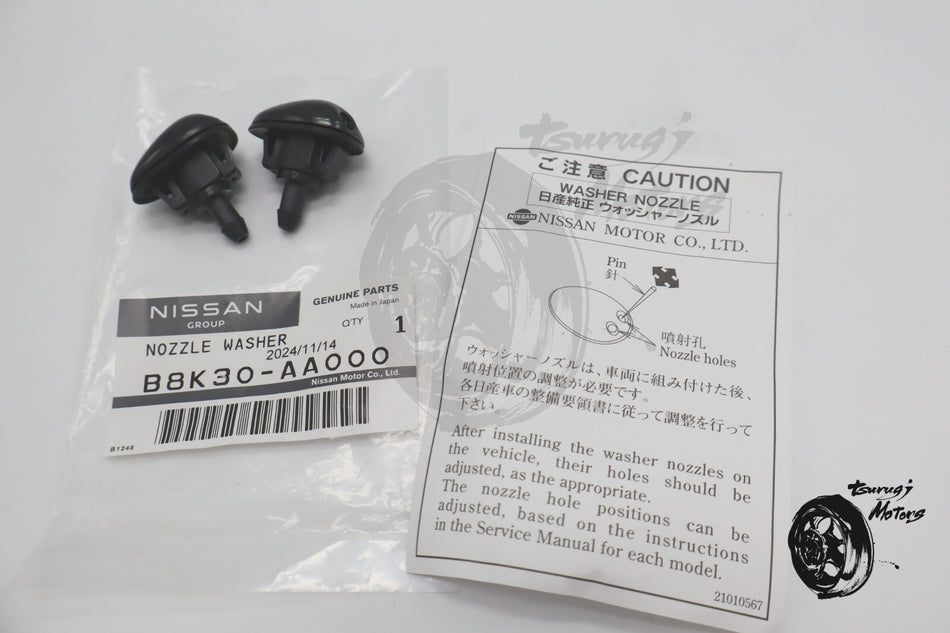 NISSAN
GROUP
GENUINE PARTS
Made in Japan
Q'TY 1
NOZZLE WASHER
2024/11/14
B8K30-AA000
Nissan Motor Co., Ltd.
B1248
tsurugi
Motors
ご注意 CAUTION
WASHER NOZZLE
日産純正 ウォッシャーノズル
NISSAN NISSAN MOTOR CO., LTD.
Pin
針
噴射孔
Nozzle holes
ウォッシャーノズルは、車両に組み付けた後、
噴射位置の調整が必要です。
各日産車の整備要領書に従って調整を行って
下さい。
After installing the washer nozzles on
the vehicle, their holes should be
adjusted, as the appropriate.
The nozzle hole positions can be
adjusted, based on the instructions
in the Service Manual for each model.
21010567
tsurugi
Motors